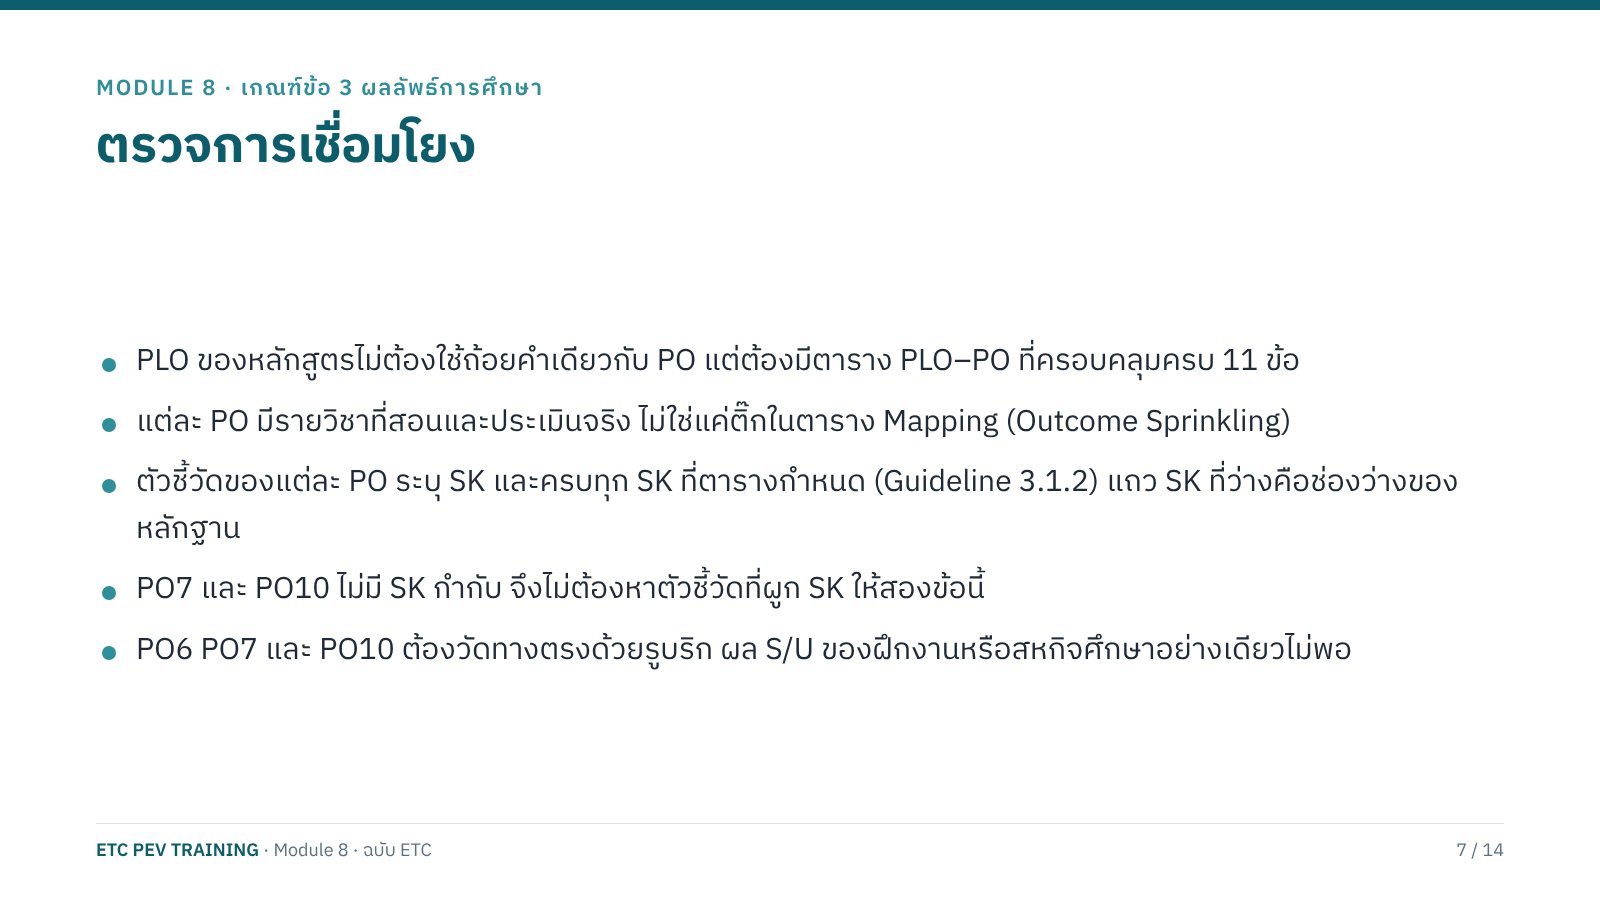 MODULE 8 · เกณฑ์ข้อ 3 ผลลัพธ์การศึกษา
ตรวจการเชื่อมโยง
PLO ของหลักสูตรไม่ต้องใช้ถ้อยคำเดียวกับ PO แต่ต้องมีตาราง PLO–PO ที่ครอบคลุมครบ 11 ข้อ
แต่ละ PO มีรายวิชาที่สอนและประเมินจริง ไม่ใช่แค่ติ๊กในตาราง Mapping (Outcome Sprinkling)
ตัวชี้วัดของแต่ละ PO ระบุ SK และครบทุก SK ที่ตารางกำหนด (Guideline 3.1.2) แถว SK ที่ว่างคือช่องว่างของ
หลักฐาน
PO7 และ PO10 ไม่มี SK กำกับ จึงไม่ต้องหาตัวชี้วัดที่ผูก SK ให้สองข้อนี้
PO6 PO7 และ PO10 ต้องวัดทางตรงด้วยรูบริก ผล S/U ของฝึกงานหรือสหกิจศึกษาอย่างเดียวไม่พอ
ETC PEV TRAINING · Module 8 · ฉบับ ETC
7 / 14